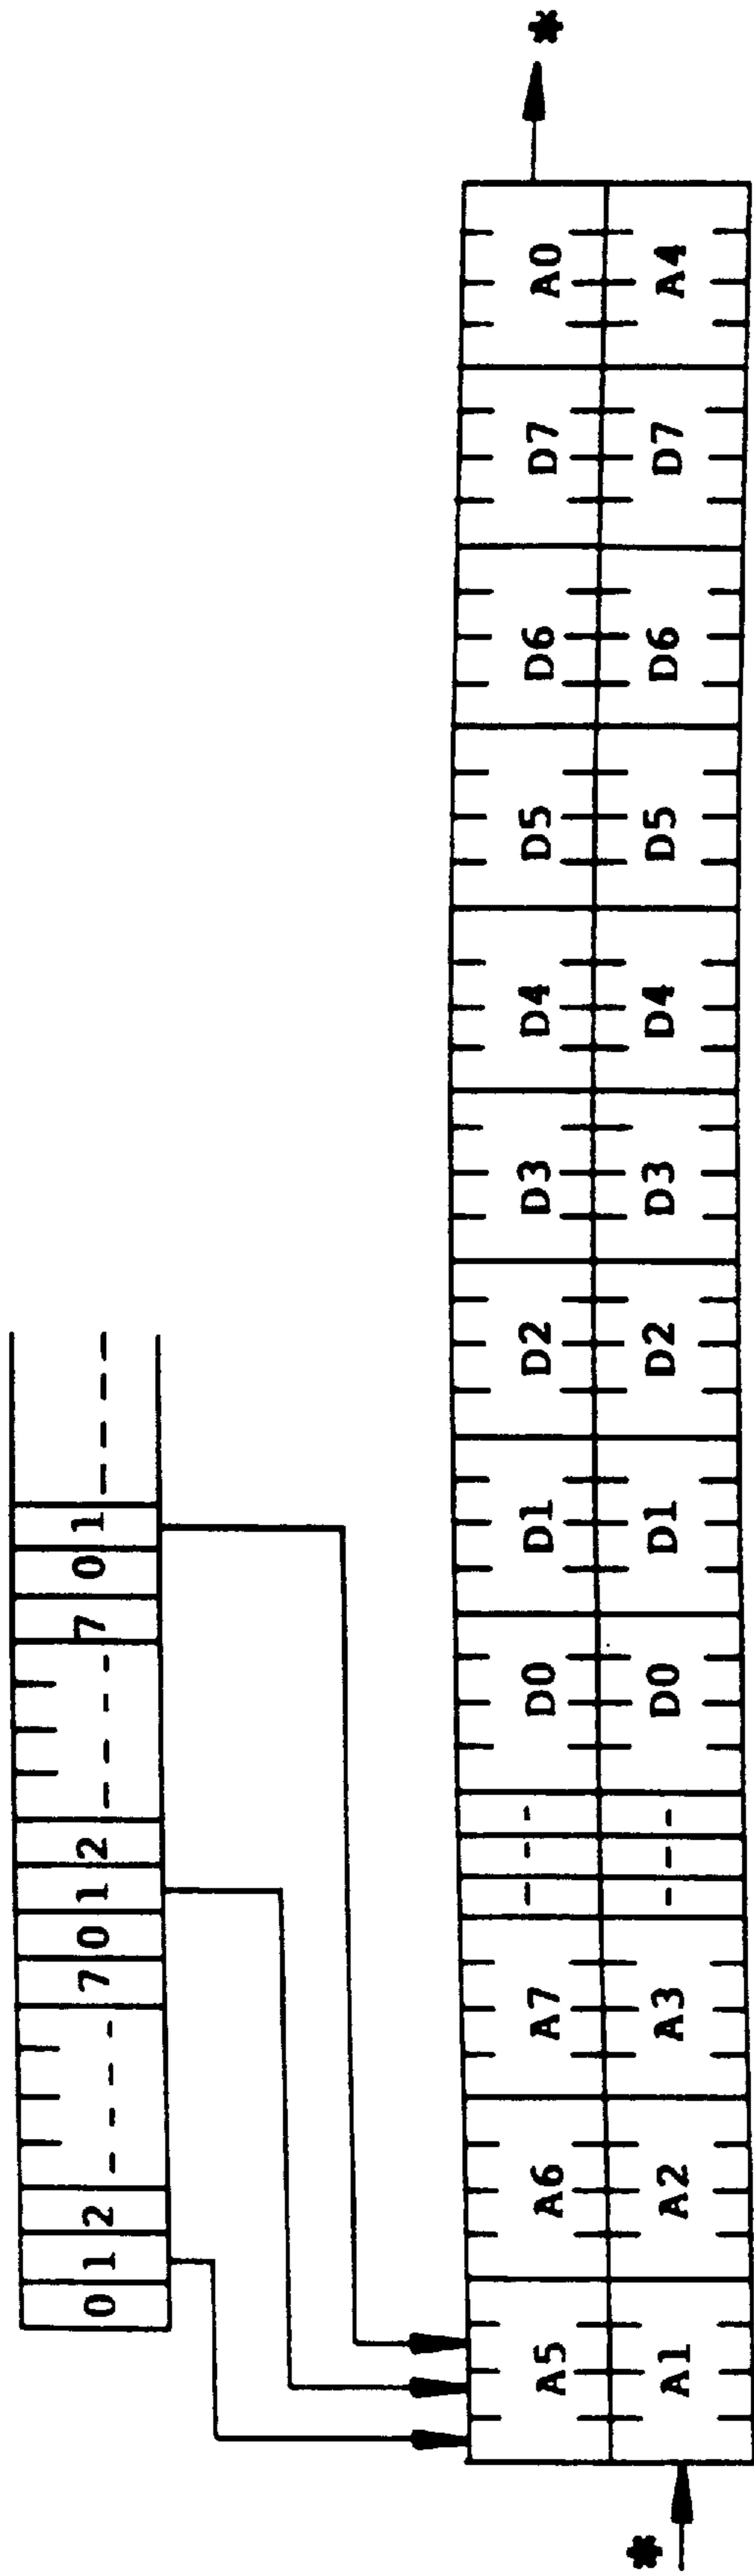 0 1 2 - - - - 7 0 1 2 - - - - 7 0 1 - - - -
A5 A6 A7 - - - D0 D1 D2 D3 D4 D5 D6 D7 A0 *
* A1 A2 A3 - - - D0 D1 D2 D3 D4 D5 D6 D7 A4